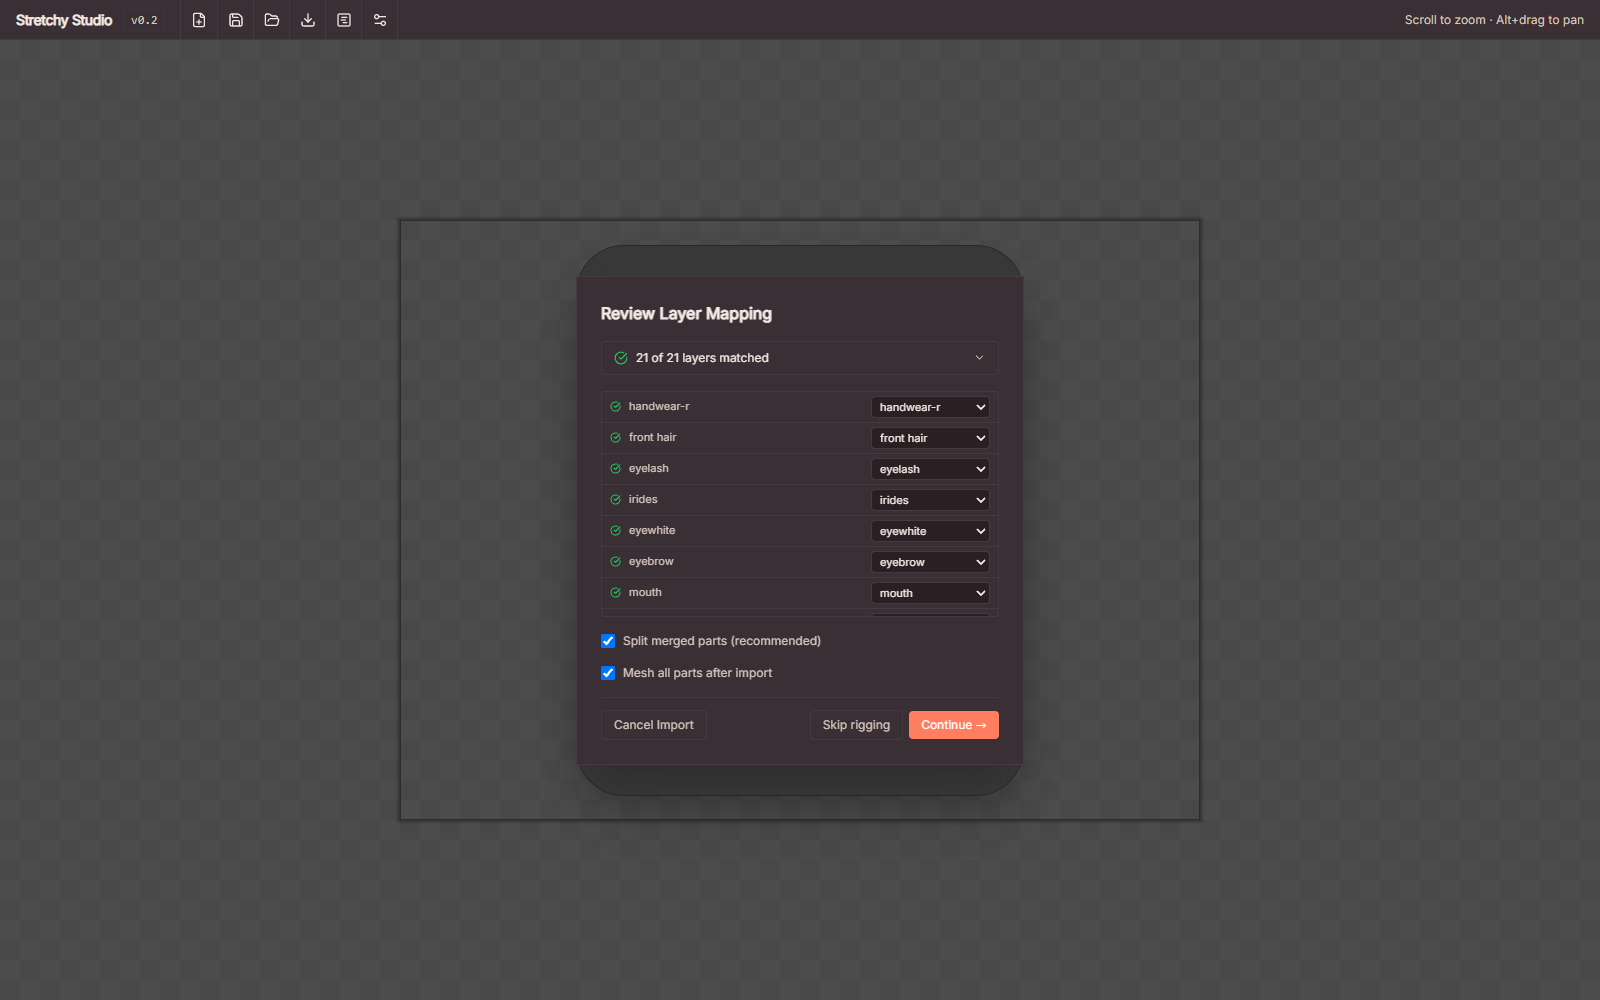 Stretchy Studio v0.2 Scroll to zoom · Alt+drag to pan
Review Layer Mapping
21 of 21 layers matched
handwear-r handwear-r
front hair front hair
eyelash eyelash
irides irides
eyewhite eyewhite
eyebrow eyebrow
mouth mouth
Split merged parts (recommended)
Mesh all parts after import
Cancel Import Skip rigging Continue →